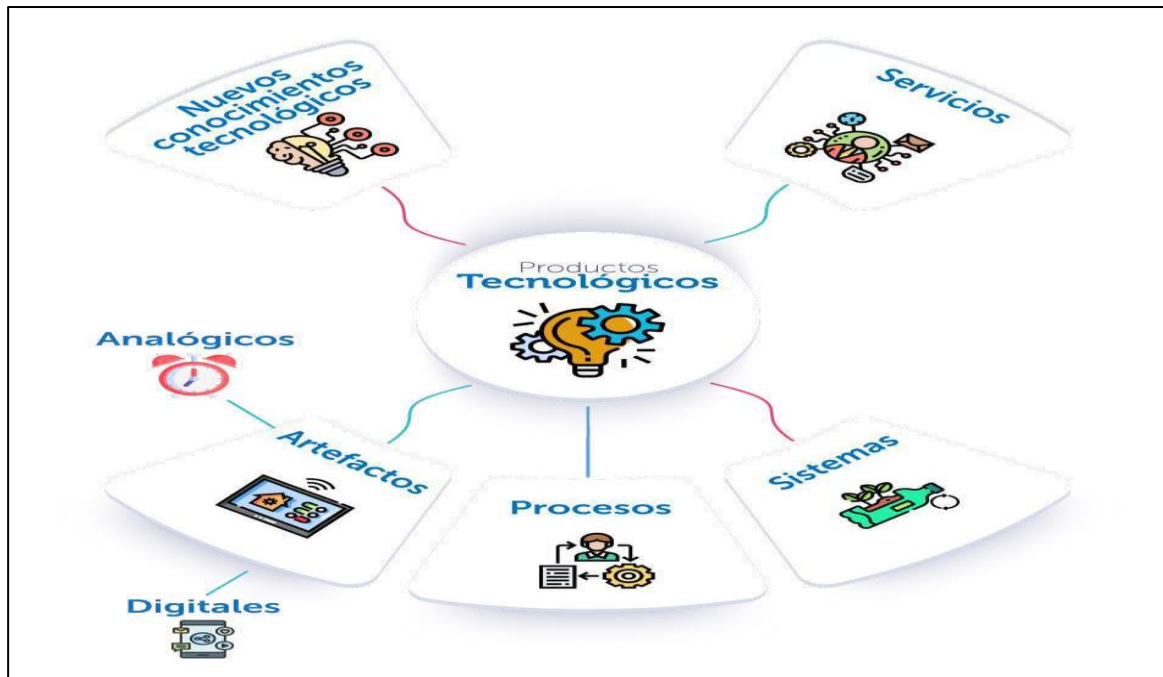 Nuevos
conocimientos
tecnológicos
Servicios
Productos
Tecnológicos
Analógicos
Artefactos
Procesos
Sistemas
Digitales